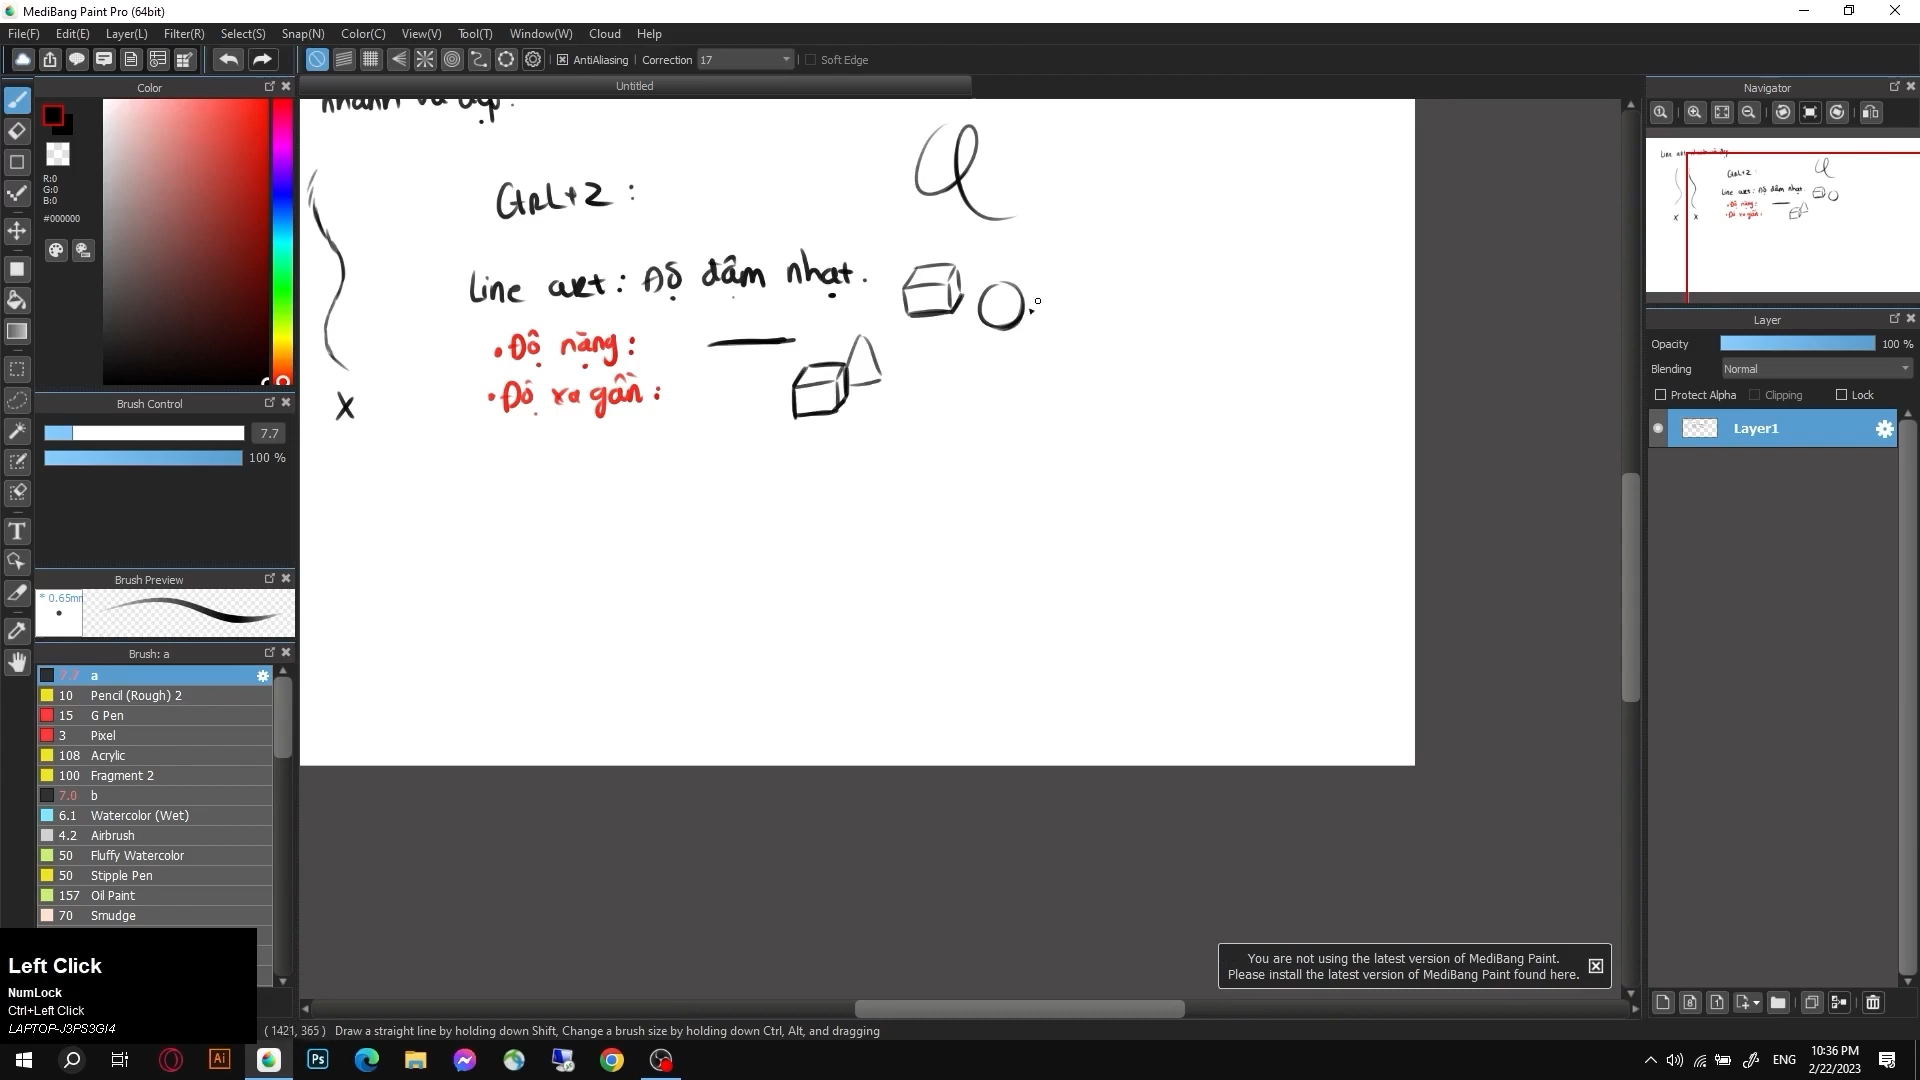 MediBang Paint Pro (64bit)
File(F) Edit(E) Layer(L) Filter(R) Select(S) Snap(N) Color(C) View(V) Tool(T) Window(W) Cloud Help
AntiAliasing Correction 17 Soft Edge
Color
Untitled
Navigator
R:0
G:0
B:0
#000000
nhanh và đẹp.
CtRL+Z :
Line art : Độ đậm nhạt.
• Độ nặng :
• Độ xa gần :
X
Layer
Opacity 100 %
Blending Normal
Protect Alpha Clipping Lock
Layer1
Brush Control
7.7
100 %
Brush Preview
* 0.65mm
Brush: a
7.7 a
10 Pencil (Rough) 2
15 G Pen
3 Pixel
108 Acrylic
100 Fragment 2
7.0 b
6.1 Watercolor (Wet)
4.2 Airbrush
50 Fluffy Watercolor
50 Stipple Pen
157 Oil Paint
70 Smudge
Left Click
NumLock
Ctrl+Left Click
LAPTOP-J3PS3GI4
You are not using the latest version of MediBang Paint.
Please install the latest version of MediBang Paint found here.
( 1421, 365 ) Draw a straight line by holding down Shift, Change a brush size by holding down Ctrl, Alt, and dragging
Ai
Ps
ENG
10:36 PM
2/22/2023